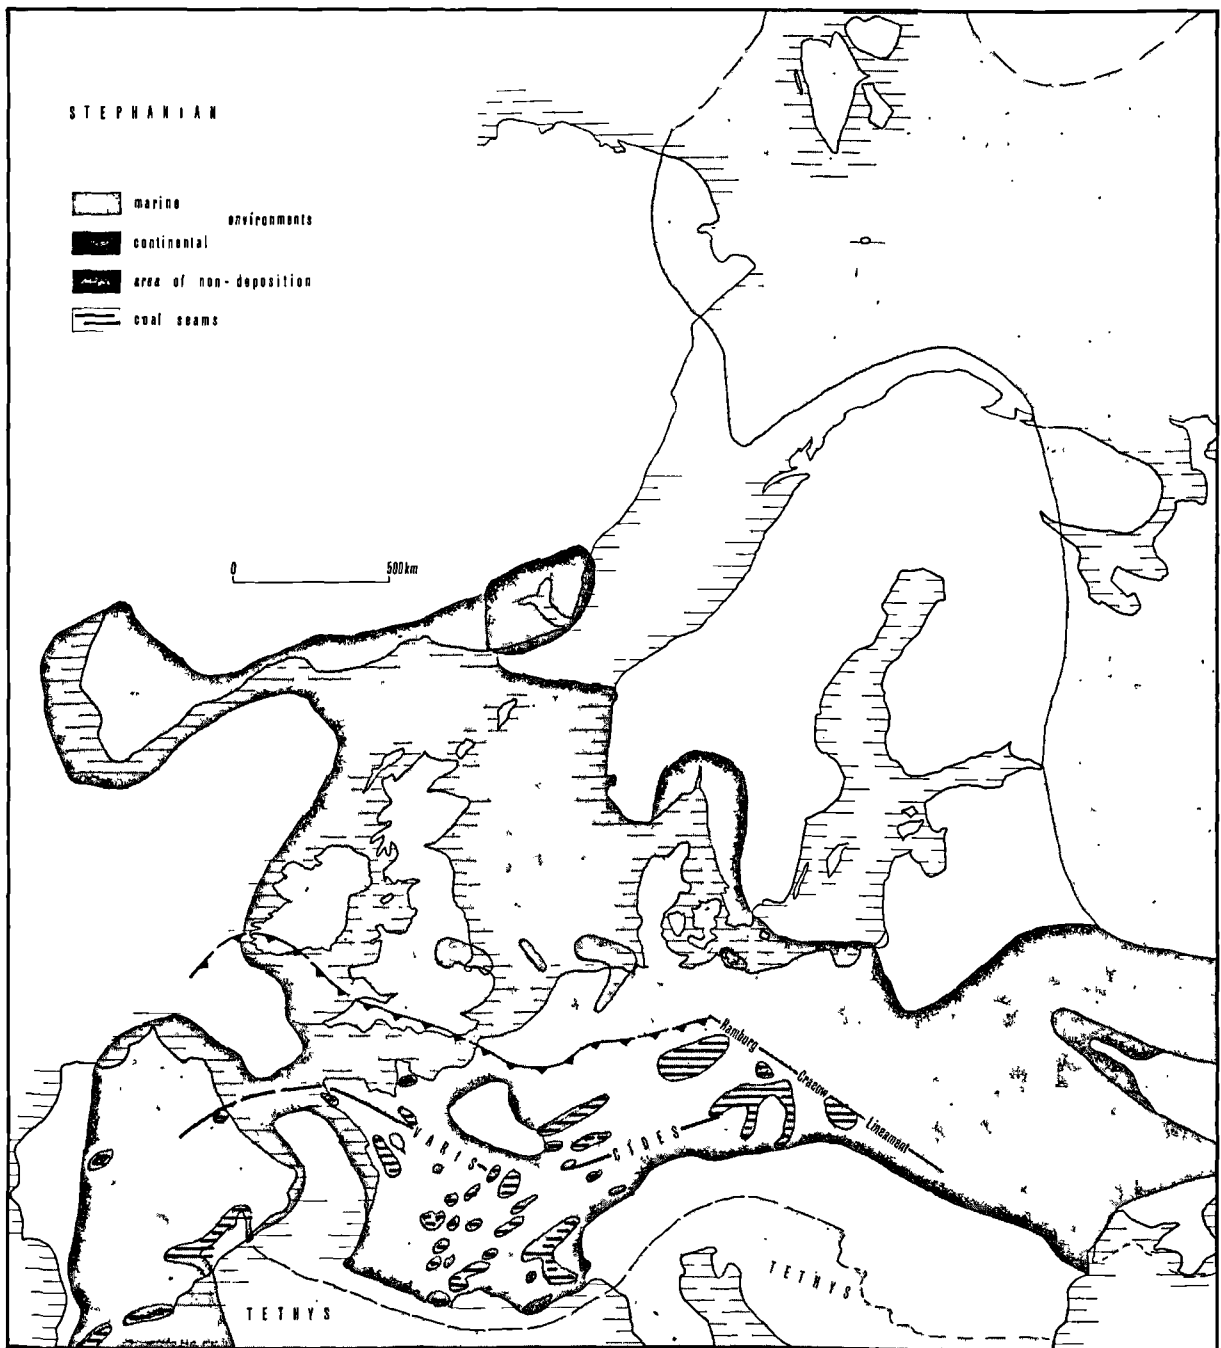 STEPHANIAN
marine
environments
continental
area of non-deposition
coal seams
0 500km
Hamburg
Cracow
Lineament
VARIS
CIDES
TETHYS
TETHYS